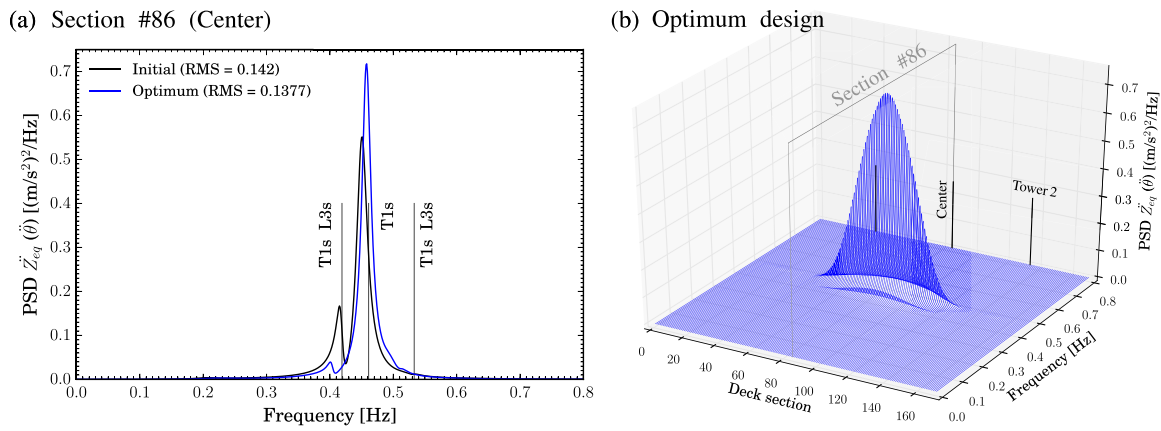 (a) Section #86 (Center)
Initial (RMS = 0.142)
Optimum (RMS = 0.1377)
PSD Z̈eq (θ̈) [(m/s²)²/Hz]
0.7
0.6
0.5
0.4
0.3
0.2
0.1
0.0
T1s L3s
T1s
T1s L3s
0.0 0.1 0.2 0.3 0.4 0.5 0.6 0.7 0.8
Frequency [Hz]
(b) Optimum design
Section #86
Center
Tower 2
0.7
0.6
0.5
0.4
0.3
0.2
0.1
0.0
PSD Z̈eq (θ̈) [(m/s²)²/Hz]
0 20 40 60 80 100 120 140 160
Deck section
0.0 0.1 0.2 0.3 0.4 0.5 0.6 0.7 0.8
Frequency [Hz]